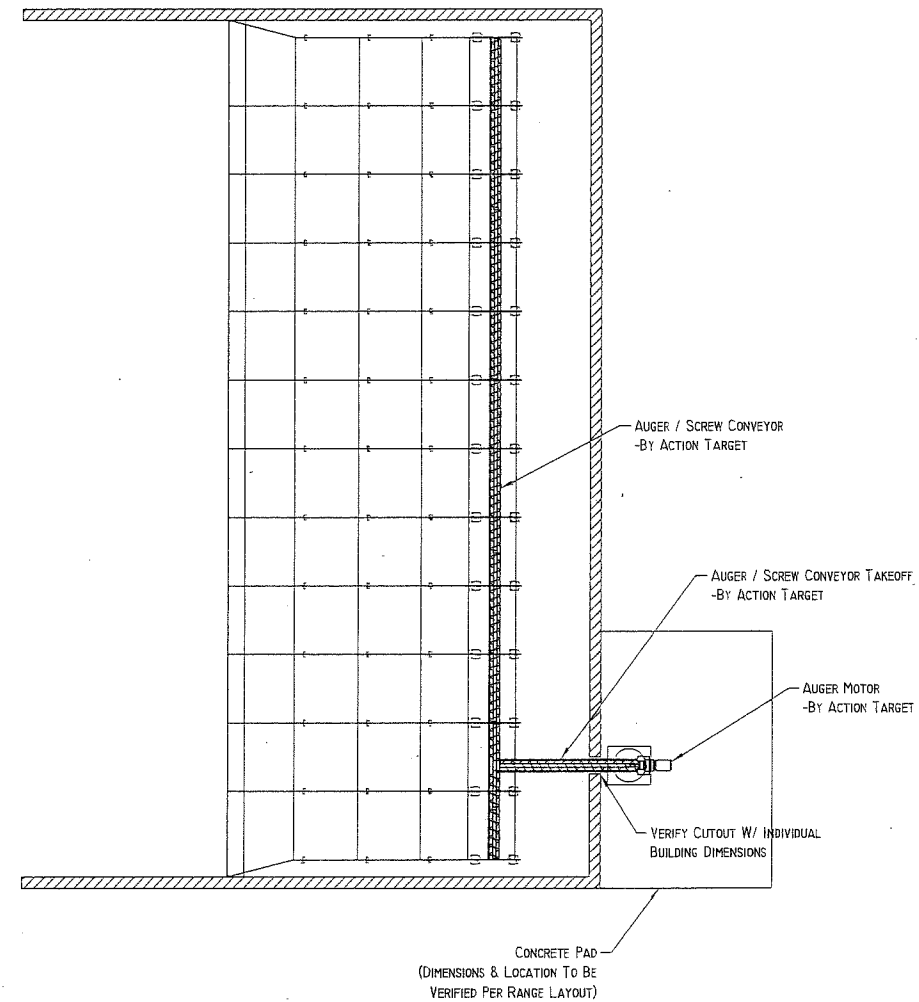 AUGER / SCREW CONVEYOR
-BY ACTION TARGET
AUGER / SCREW CONVEYOR TAKEOFF
-BY ACTION TARGET
AUGER MOTOR
-BY ACTION TARGET
VERIFY CUTOUT W/ INDIVIDUAL
BUILDING DIMENSIONS
CONCRETE PAD
(DIMENSIONS & LOCATION TO BE
VERIFIED PER RANGE LAYOUT)